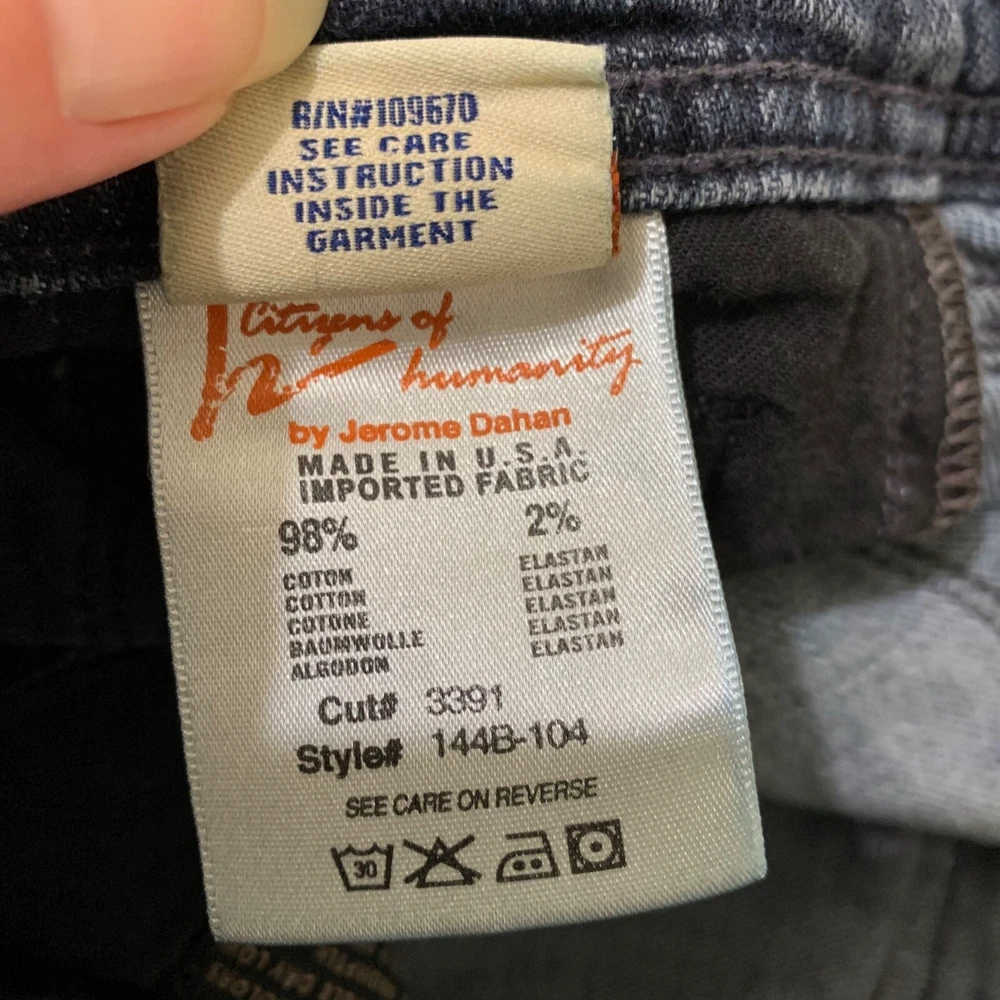 R/N#109670
SEE CARE
INSTRUCTION
INSIDE THE
GARMENT
Citizens of
humanity
by Jerome Dahan
MADE IN U.S.A.
IMPORTED FABRIC
98% 2%
COTON ELASTAN
COTTON ELASTAN
COTONE ELASTAN
BAUMWOLLE ELASTAN
ALGODON ELASTAN
Cut# 3391
Style# 144B-104
SEE CARE ON REVERSE
30